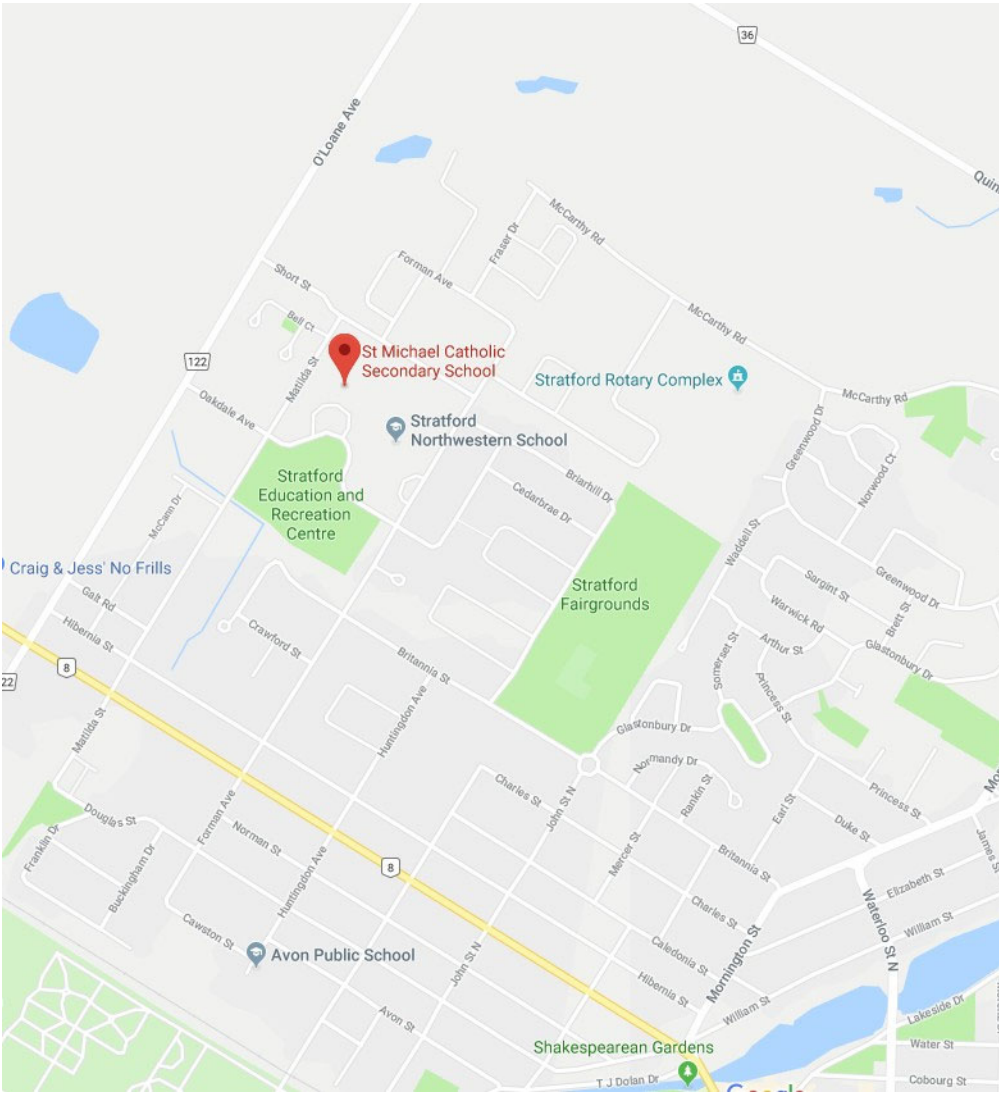 36
O'Loane Ave
Quin
McCarthy Rd
Fraser Dr
Forman Ave
Short St
Bell Ct
McCarthy Rd
122
Matilda St
St Michael Catholic
Secondary School
Stratford Rotary Complex
McCarthy Rd
Oakdale Ave
Stratford
Northwestern School
Greenwood Dr
Norwood Ct
Stratford
Education and
Recreation
Centre
Briarhill Dr
Cedarbrae Dr
McCann Dr
Waddell St
Craig & Jess' No Frills
Stratford
Fairgrounds
Sargint St
Greenwood Dr
Galt Rd
Warwick Rd
Brett St
Hibernia St
Crawford St
Arthur St
Britannia St
Somerset St
Glastonbury Dr
8
22
Princess St
Huntingdon Ave
Matilda St
Glastonbury Dr
Normandy Dr
Mor
Charles St
Rankin St
Princess St
John St N
Earl St
Forman Ave
Douglas St
Norman St
Duke St
Franklin Dr
Mercer St
Britannia St
James St
8
Buckingham Dr
Huntingdon Ave
Elizabeth St
Charles St
Waterloo St N
William St
Cawston St
Avon Public School
John St N
Caledonia St
Mornington St
Hibernia St
Avon St
William St
Lakeside Dr
Shakespearean Gardens
Water St
T J Dolan Dr
Google
Cobourg St